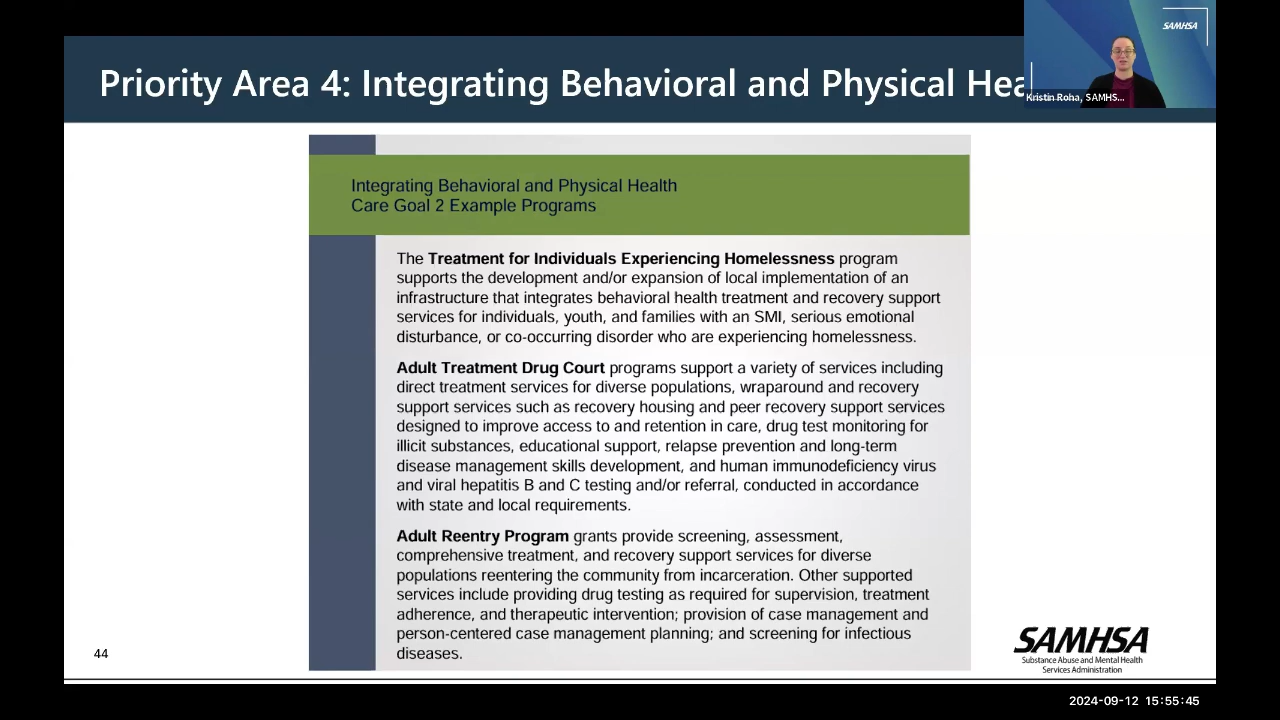 Priority Area 4: Integrating Behavioral and Physical Hea
SAMHSA
Kristin Roha, SAMHS...
Integrating Behavioral and Physical Health
Care Goal 2 Example Programs
The Treatment for Individuals Experiencing Homelessness program
supports the development and/or expansion of local implementation of an
infrastructure that integrates behavioral health treatment and recovery support
services for individuals, youth, and families with an SMI, serious emotional
disturbance, or co-occurring disorder who are experiencing homelessness.
Adult Treatment Drug Court programs support a variety of services including
direct treatment services for diverse populations, wraparound and recovery
support services such as recovery housing and peer recovery support services
designed to improve access to and retention in care, drug test monitoring for
illicit substances, educational support, relapse prevention and long-term
disease management skills development, and human immunodeficiency virus
and viral hepatitis B and C testing and/or referral, conducted in accordance
with state and local requirements.
Adult Reentry Program grants provide screening, assessment,
comprehensive treatment, and recovery support services for diverse
populations reentering the community from incarceration. Other supported
services include providing drug testing as required for supervision, treatment
adherence, and therapeutic intervention; provision of case management and
person-centered case management planning; and screening for infectious
diseases.
44
SAMHSA
Substance Abuse and Mental Health
Services Administration
2024-09-12 15:55:45